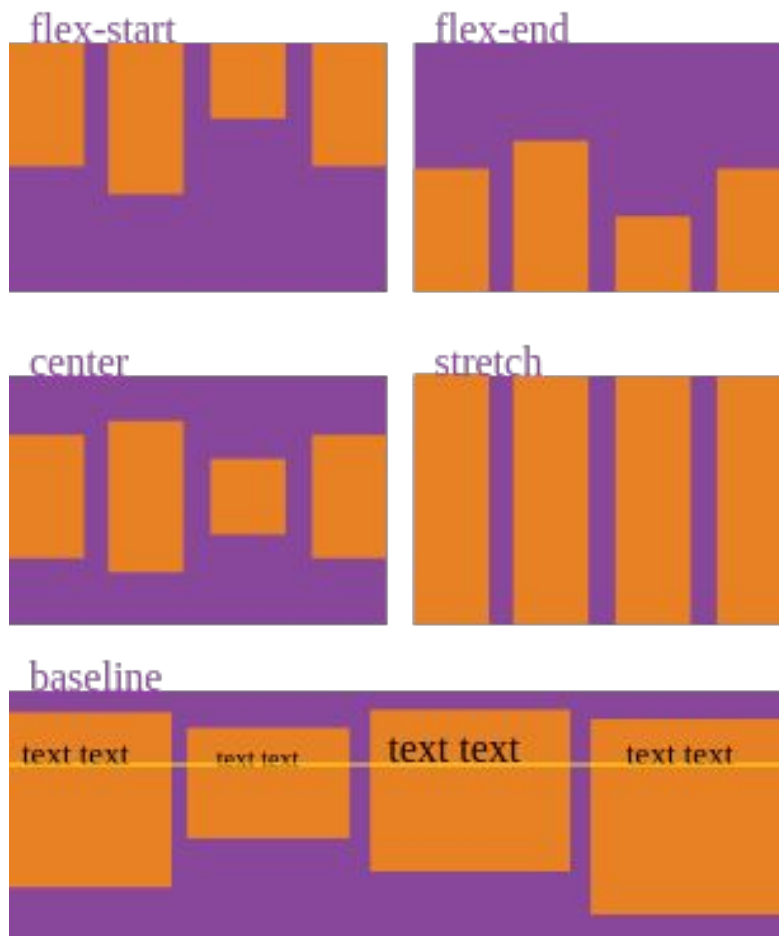 flex-start
flex-end
center
stretch
baseline
text text
text text
text text
text text